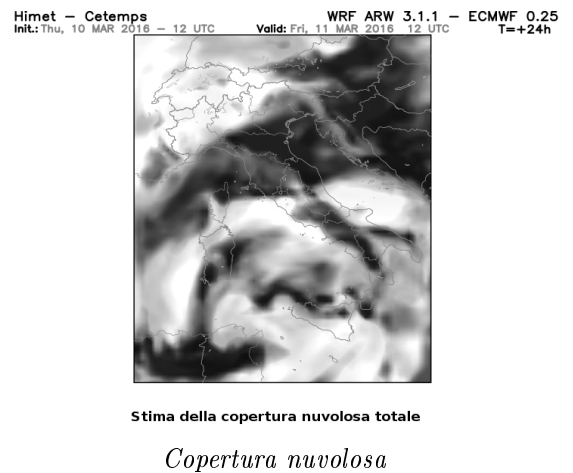 Himet – Cetemps WRF ARW 3.1.1 – ECMWF 0.25
Init.: Thu, 10 MAR 2016 – 12 UTC Valid: Fri, 11 MAR 2016 12 UTC T=+24h
Stima della copertura nuvolosa totale
Copertura nuvolosa